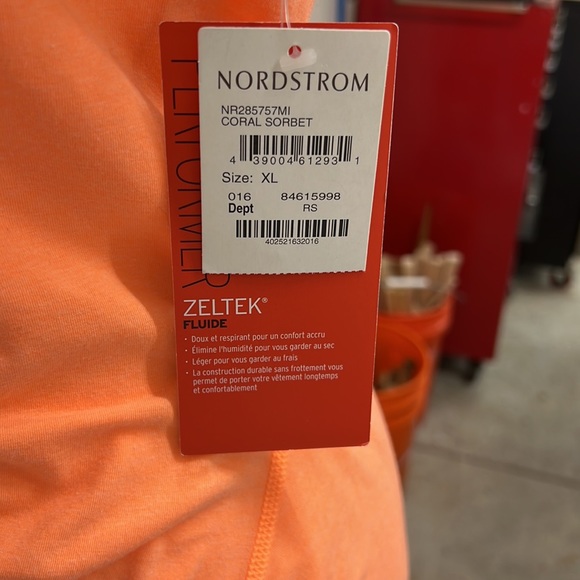 NORDSTROM
NR285757MI
CORAL SORBET
4 39004 61293 1
Size: XL
016 84615998
Dept RS
402521632016
ZELTEK®
FLUIDE
· Doux et respirant pour un confort accru
· Élimine l'humidité pour vous garder au sec
· Léger pour vous garder au frais
· La construction durable sans frottement vous
permet de porter votre vêtement longtemps
et confortablement